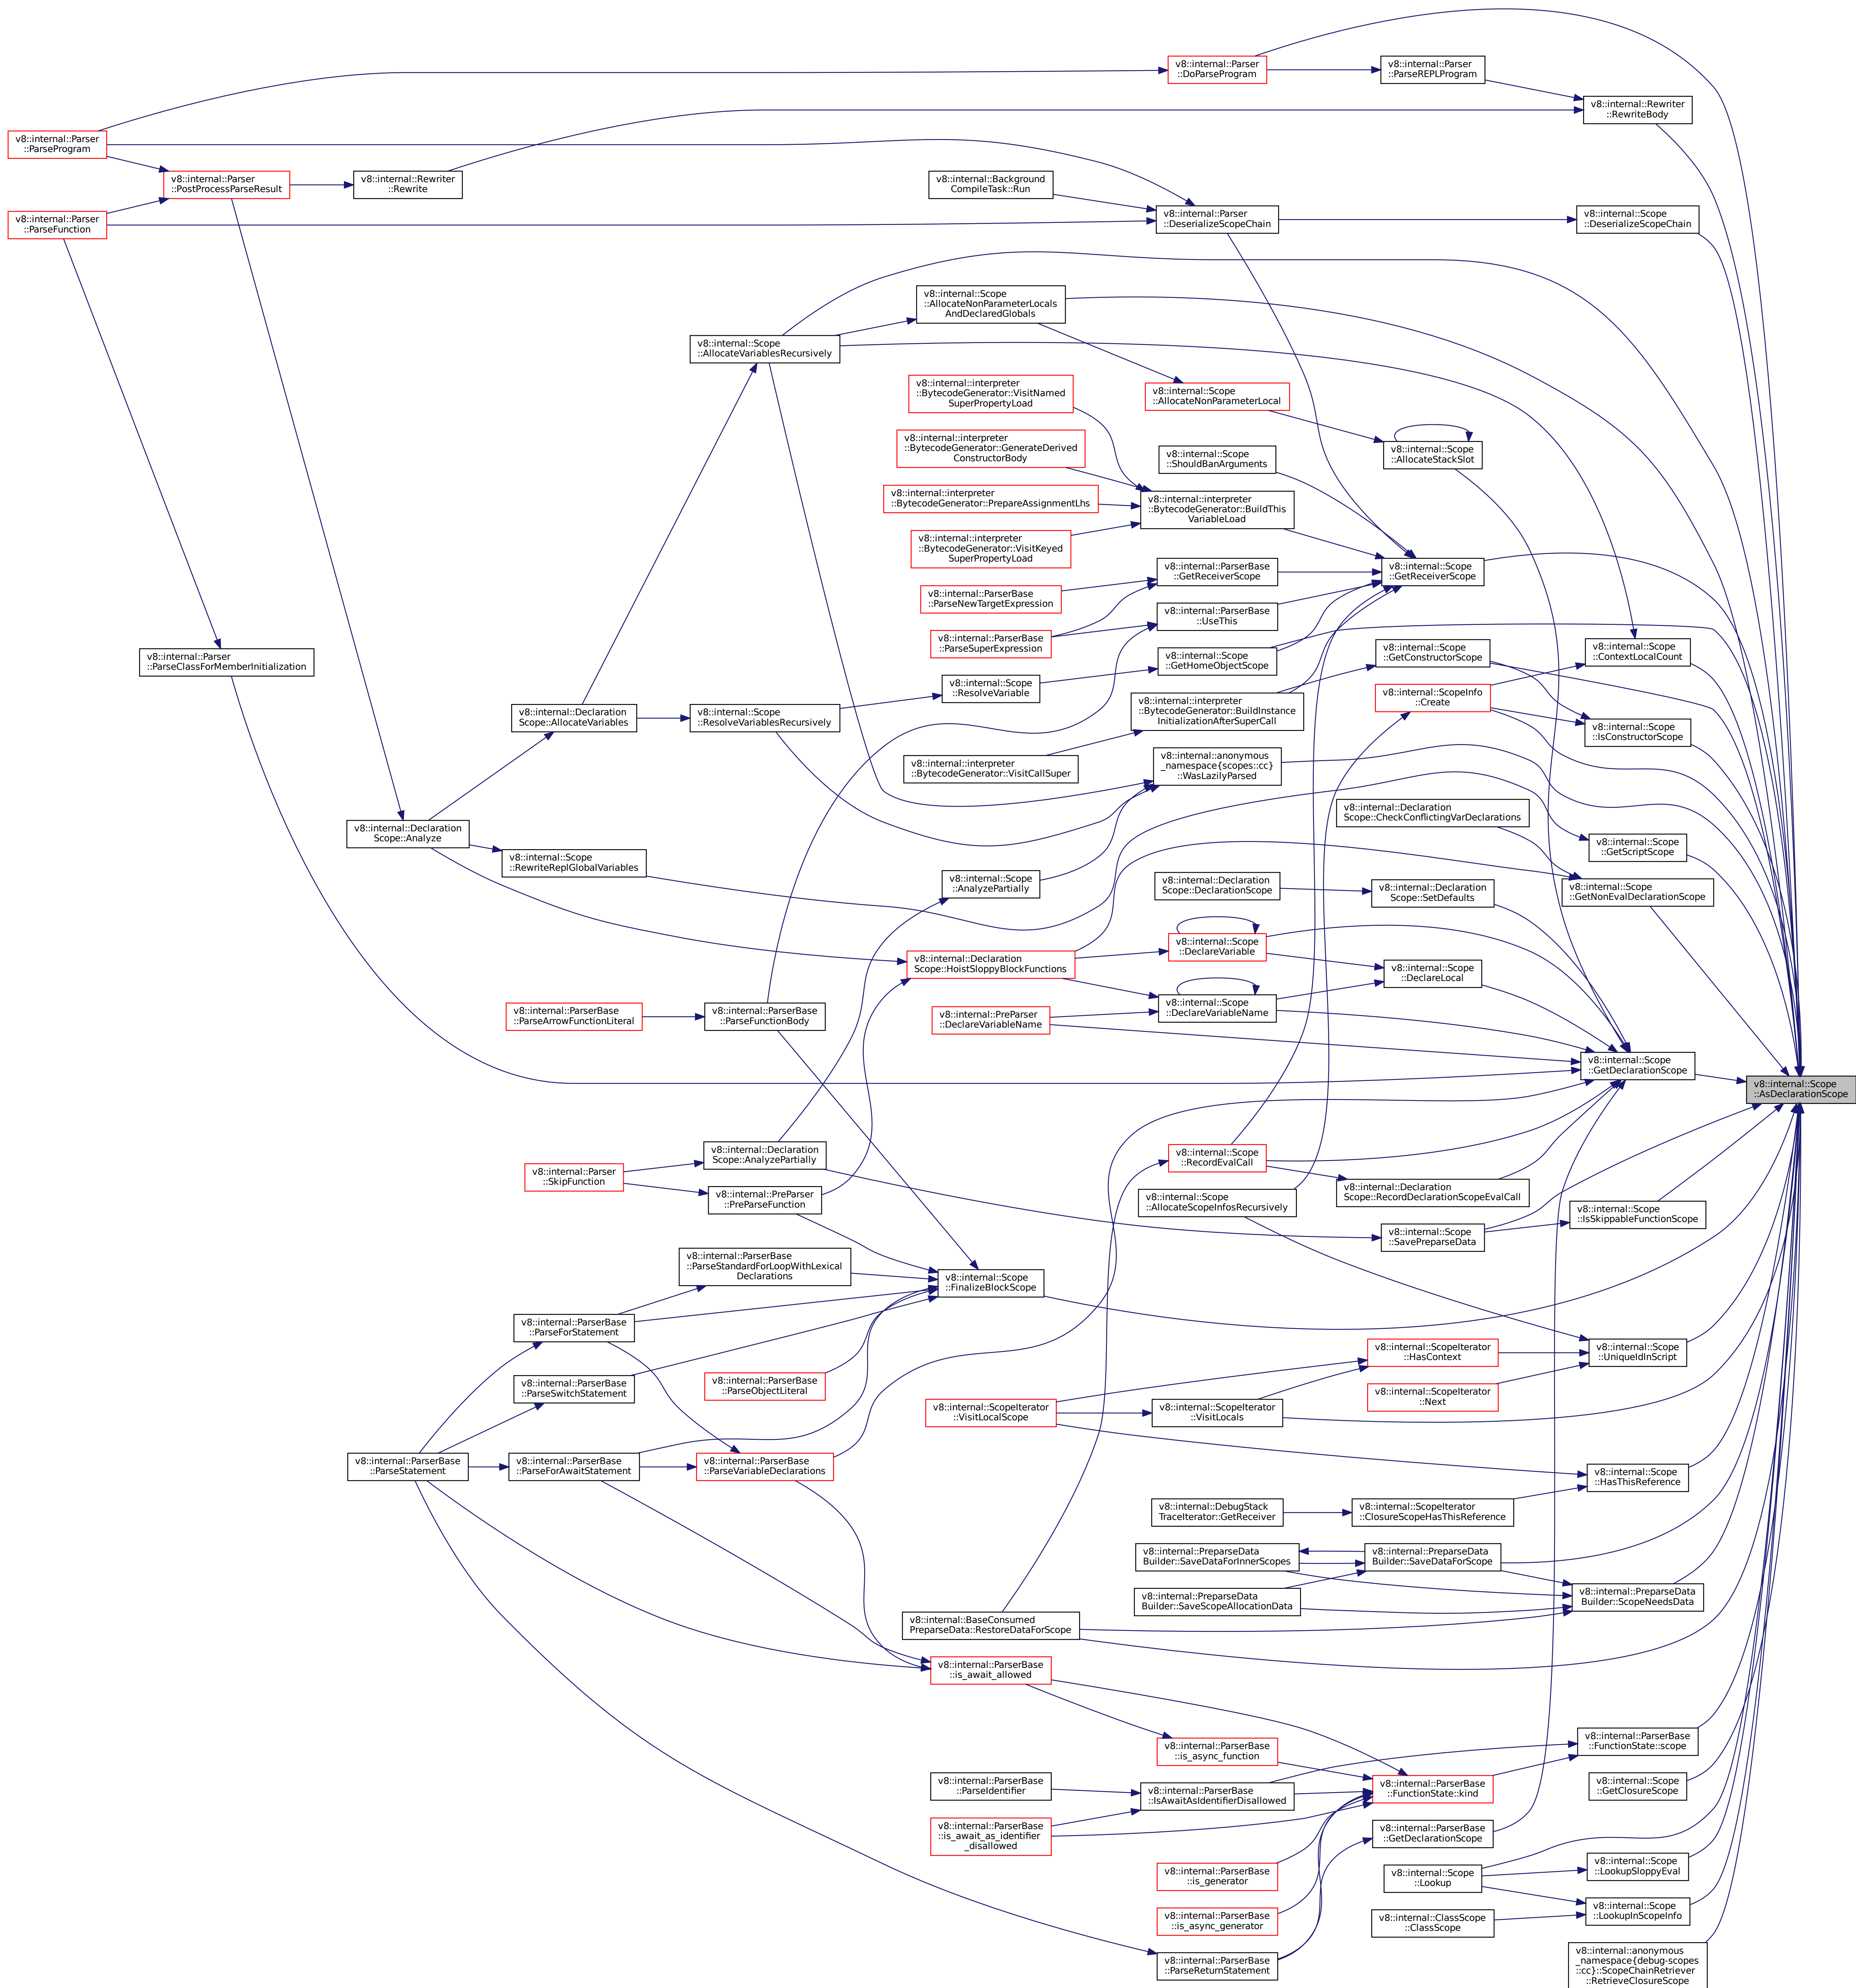 v8::internal::Parser
::DoParseProgram
v8::internal::Parser
::ParseREPLProgram
v8::internal::Rewriter
::RewriteBody
v8::internal::Parser
::ParseProgram
v8::internal::Parser
::PostProcessParseResult
v8::internal::Rewriter
::Rewrite
v8::internal::Background
CompileTask::Run
v8::internal::Parser
::ParseFunction
v8::internal::Parser
::DeserializeScopeChain
v8::internal::Scope
::DeserializeScopeChain
v8::internal::Scope
::AllocateNonParameterLocals
AndDeclaredGlobals
v8::internal::Scope
::AllocateVariablesRecursively
v8::internal::interpreter
::BytecodeGenerator::VisitNamed
SuperPropertyLoad
v8::internal::Scope
::AllocateNonParameterLocal
v8::internal::interpreter
::BytecodeGenerator::GenerateDerived
ConstructorBody
v8::internal::Scope
::ShouldBanArguments
v8::internal::Scope
::AllocateStackSlot
v8::internal::interpreter
::BytecodeGenerator::PrepareAssignmentLhs
v8::internal::interpreter
::BytecodeGenerator::BuildThis
VariableLoad
v8::internal::interpreter
::BytecodeGenerator::VisitKeyed
SuperPropertyLoad
v8::internal::ParserBase
::GetReceiverScope
v8::internal::Scope
::GetReceiverScope
v8::internal::ParserBase
::ParseNewTargetExpression
v8::internal::ParserBase
::UseThis
v8::internal::ParserBase
::ParseSuperExpression
v8::internal::Parser
::ParseClassForMemberInitialization
v8::internal::Scope
::GetHomeObjectScope
v8::internal::Scope
::GetConstructorScope
v8::internal::Scope
::ContextLocalCount
v8::internal::Scope
::ResolveVariable
v8::internal::ScopeInfo
::Create
v8::internal::Declaration
Scope::AllocateVariables
v8::internal::Scope
::ResolveVariablesRecursively
v8::internal::interpreter
::BytecodeGenerator::BuildInstance
InitializationAfterSuperCall
v8::internal::Scope
::IsConstructorScope
v8::internal::interpreter
::BytecodeGenerator::VisitCallSuper
v8::internal::anonymous
_namespace{scopes::cc}
::WasLazilyParsed
v8::internal::Declaration
Scope::CheckConflictingVarDeclarations
v8::internal::Declaration
Scope::Analyze
v8::internal::Scope
::RewriteReplGlobalVariables
v8::internal::Scope
::GetScriptScope
v8::internal::Scope
::AnalyzePartially
v8::internal::Declaration
Scope::DeclarationScope
v8::internal::Declaration
Scope::SetDefaults
v8::internal::Scope
::GetNonEvalDeclarationScope
v8::internal::Scope
::DeclareVariable
v8::internal::Declaration
Scope::HoistSloppyBlockFunctions
v8::internal::Scope
::DeclareLocal
v8::internal::ParserBase
::ParseArrowFunctionLiteral
v8::internal::ParserBase
::ParseFunctionBody
v8::internal::PreParser
::DeclareVariableName
v8::internal::Scope
::DeclareVariableName
v8::internal::Scope
::GetDeclarationScope
v8::internal::Scope
::AsDeclarationScope
v8::internal::Parser
::SkipFunction
v8::internal::Declaration
Scope::AnalyzePartially
v8::internal::Scope
::RecordEvalCall
v8::internal::PreParser
::PreParseFunction
v8::internal::Scope
::AllocateScopeInfosRecursively
v8::internal::Declaration
Scope::RecordDeclarationScopeEvalCall
v8::internal::Scope
::IsSkippableFunctionScope
v8::internal::Scope
::SavePreparseData
v8::internal::ParserBase
::ParseStandardForLoopWithLexical
Declarations
v8::internal::Scope
::FinalizeBlockScope
v8::internal::ParserBase
::ParseForStatement
v8::internal::ScopeIterator
::HasContext
v8::internal::Scope
::UniqueIdInScript
v8::internal::ParserBase
::ParseSwitchStatement
v8::internal::ParserBase
::ParseObjectLiteral
v8::internal::ScopeIterator
::Next
v8::internal::ScopeIterator
::VisitLocalScope
v8::internal::ScopeIterator
::VisitLocals
v8::internal::ParserBase
::ParseStatement
v8::internal::ParserBase
::ParseForAwaitStatement
v8::internal::ParserBase
::ParseVariableDeclarations
v8::internal::Scope
::HasThisReference
v8::internal::DebugStack
TraceIterator::GetReceiver
v8::internal::ScopeIterator
::ClosureScopeHasThisReference
v8::internal::PreparseData
Builder::SaveDataForInnerScopes
v8::internal::PreparseData
Builder::SaveDataForScope
v8::internal::PreparseData
Builder::SaveScopeAllocationData
v8::internal::PreparseData
Builder::ScopeNeedsData
v8::internal::BaseConsumed
PreparseData::RestoreDataForScope
v8::internal::ParserBase
::is_await_allowed
v8::internal::ParserBase
::is_async_function
v8::internal::ParserBase
::FunctionState::scope
v8::internal::ParserBase
::ParseIdentifier
v8::internal::ParserBase
::IsAwaitAsIdentifierDisallowed
v8::internal::ParserBase
::FunctionState::kind
v8::internal::Scope
::GetClosureScope
v8::internal::ParserBase
::is_await_as_identifier
_disallowed
v8::internal::ParserBase
::GetDeclarationScope
v8::internal::ParserBase
::is_generator
v8::internal::Scope
::Lookup
v8::internal::Scope
::LookupSloppyEval
v8::internal::ParserBase
::is_async_generator
v8::internal::ClassScope
::ClassScope
v8::internal::Scope
::LookupInScopeInfo
v8::internal::ParserBase
::ParseReturnStatement
v8::internal::anonymous
_namespace{debug-scopes
::cc}::ScopeChainRetriever
::RetrieveClosureScope